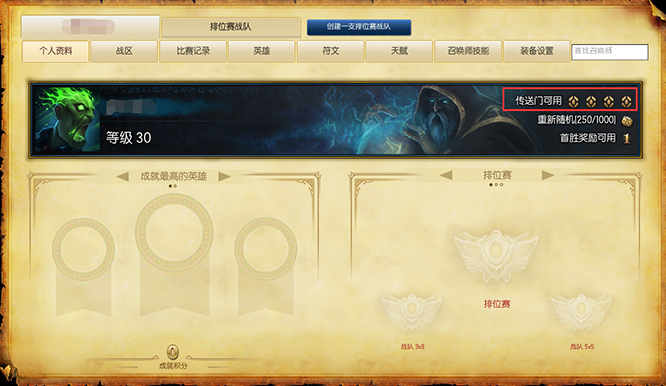 排位赛战队 创建一支排位赛战队
个人资料 战区 比赛记录 英雄 符文 天赋 召唤师技能 装备设置 查找召唤师
传送门可用
重新随机[250/1000]
等级 30 首胜奖励可用 1
成就最高的英雄 排位赛
排位赛
战队 3v3 战队 5v5
0
成就积分